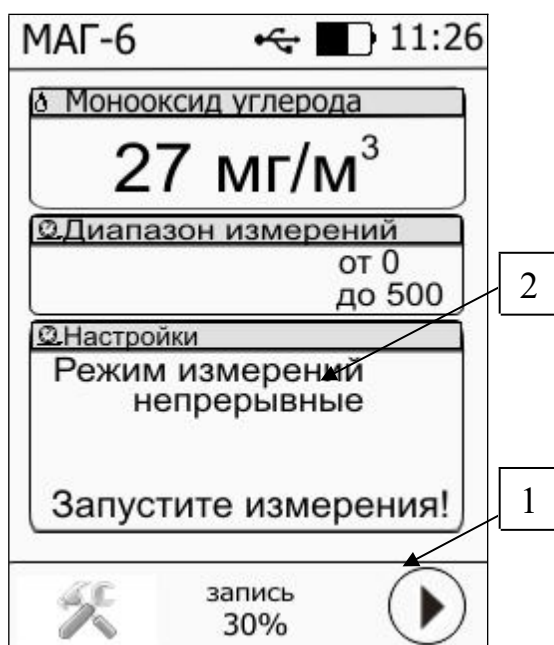 МАГ-6 11:26
Монооксид углерода
27 мг/м³
Диапазон измерений
от 0
до 500
2
Настройки
Режим измерений
непрерывные
Запустите измерения!
1
запись
30%